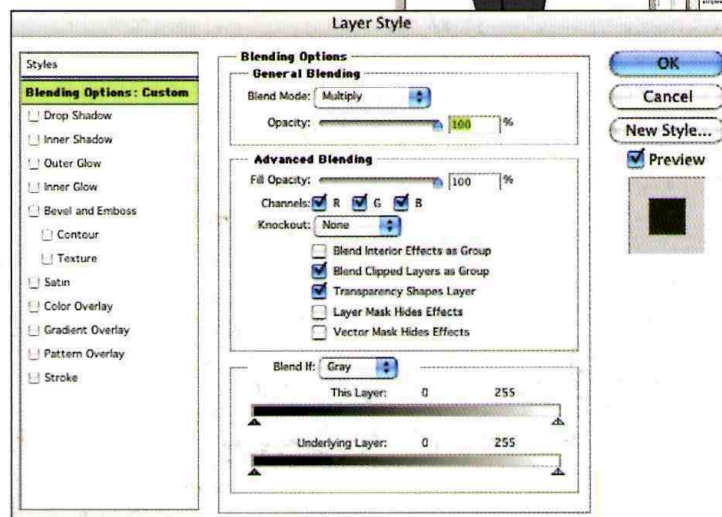 Layer Style
Styles
Blending Options: Custom
Drop Shadow
Inner Shadow
Outer Glow
Inner Glow
Bevel and Emboss
Contour
Texture
Satin
Color Overlay
Gradient Overlay
Pattern Overlay
Stroke
Blending Options
General Blending
Blend Mode: Multiply
Opacity: 100 %
Advanced Blending
Fill Opacity: 100 %
Channels: R G B
Knockout: None
Blend Interior Effects as Group
Blend Clipped Layers as Group
Transparency Shapes Layer
Layer Mask Hides Effects
Vector Mask Hides Effects
Blend If: Gray
This Layer: 0 255
Underlying Layer: 0 255
OK
Cancel
New Style...
Preview